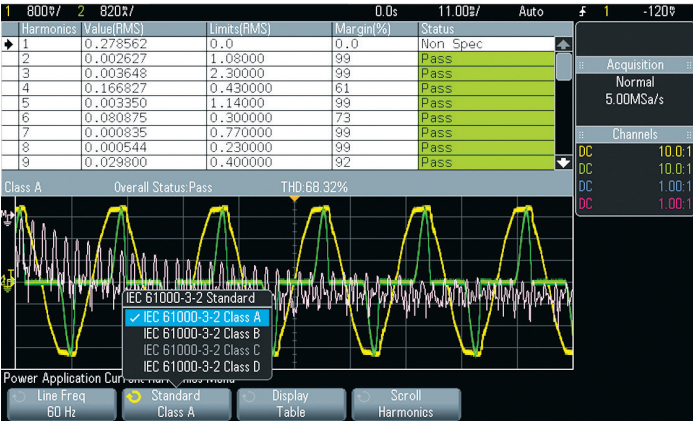 1 800▽/ 2 820▽/ 0.0s 11.00▽/ Auto 1 -120▽
Harmonics Value(RMS) Limits(RMS) Margin(%) Status
1 0.278562 0.0 0.0 Non Spec
2 0.002627 1.08000 99 Pass
3 0.003648 2.30000 99 Pass
4 0.166827 0.430000 61 Pass
5 0.003350 1.14000 99 Pass
6 0.080875 0.300000 73 Pass
7 0.000835 0.770000 99 Pass
8 0.000544 0.230000 99 Pass
9 0.029800 0.400000 92 Pass
Class A Overall Status:Pass THD:68.32%
Acquisition
Normal
5.00MSa/s
Channels
DC 10.0:1
DC 10.0:1
DC 1.00:1
DC 1.00:1
IEC 61000-3-2 Standard
✓ IEC 61000-3-2 Class A
IEC 61000-3-2 Class B
IEC 61000-3-2 Class C
IEC 61000-3-2 Class D
Power Application Menu
Line Freq
60 Hz
Standard
Class A
Display
Table
Scroll
Harmonics